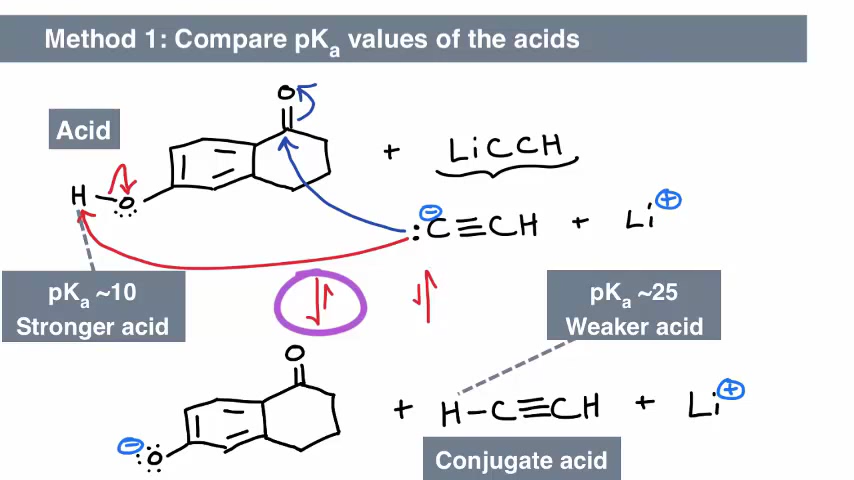 Method 1: Compare pKa values of the acids
O
Acid
+ LiCCH
H–O
:C≡CH + Li+
pKa ~10
Stronger acid
pKa ~25
Weaker acid
O
+ H–C≡CH + Li+
O
Conjugate acid